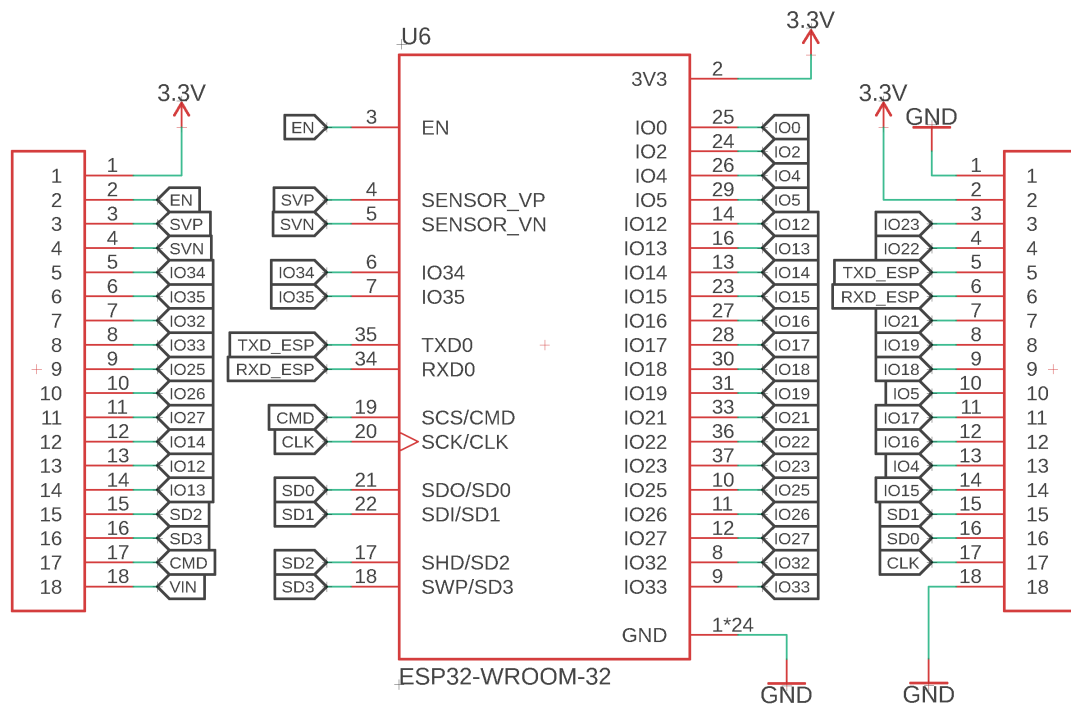 3.3V
1 1
2 2 EN
3 3 SVP
4 4 SVN
5 5 IO34
6 6 IO35
7 7 IO32
8 8 IO33
9 9 IO25
10 10 IO26
11 11 IO27
12 12 IO14
13 13 IO12
14 14 IO13
15 15 SD2
16 16 SD3
17 17 CMD
18 18 VIN
U6
EN 3 EN
SVP 4 SENSOR_VP
SVN 5 SENSOR_VN
IO34 6 IO34
IO35 7 IO35
TXD_ESP 35 TXD0
RXD_ESP 34 RXD0
CMD 19 SCS/CMD
CLK 20 SCK/CLK
SD0 21 SDO/SD0
SD1 22 SDI/SD1
SD2 17 SHD/SD2
SD3 18 SWP/SD3
3.3V
3V3 2
IO0 25 IO0
IO2 24 IO2
IO4 26 IO4
IO5 29 IO5
IO12 14 IO12
IO13 16 IO13
IO14 13 IO14
IO15 23 IO15
IO16 27 IO16
IO17 28 IO17
IO18 30 IO18
IO19 31 IO19
IO21 33 IO21
IO22 36 IO22
IO23 37 IO23
IO25 10 IO25
IO26 11 IO26
IO27 12 IO27
IO32 8 IO32
IO33 9 IO33
GND 1*24
GND
ESP32-WROOM-32
3.3V
GND
1 1
2 2
IO23 3 3
IO22 4 4
TXD_ESP 5 5
RXD_ESP 6 6
IO21 7 7
IO19 8 8
IO18 9 9
IO5 10 10
IO17 11 11
IO16 12 12
IO4 13 13
IO15 14 14
SD1 15 15
SD0 16 16
CLK 17 17
18 18
GND